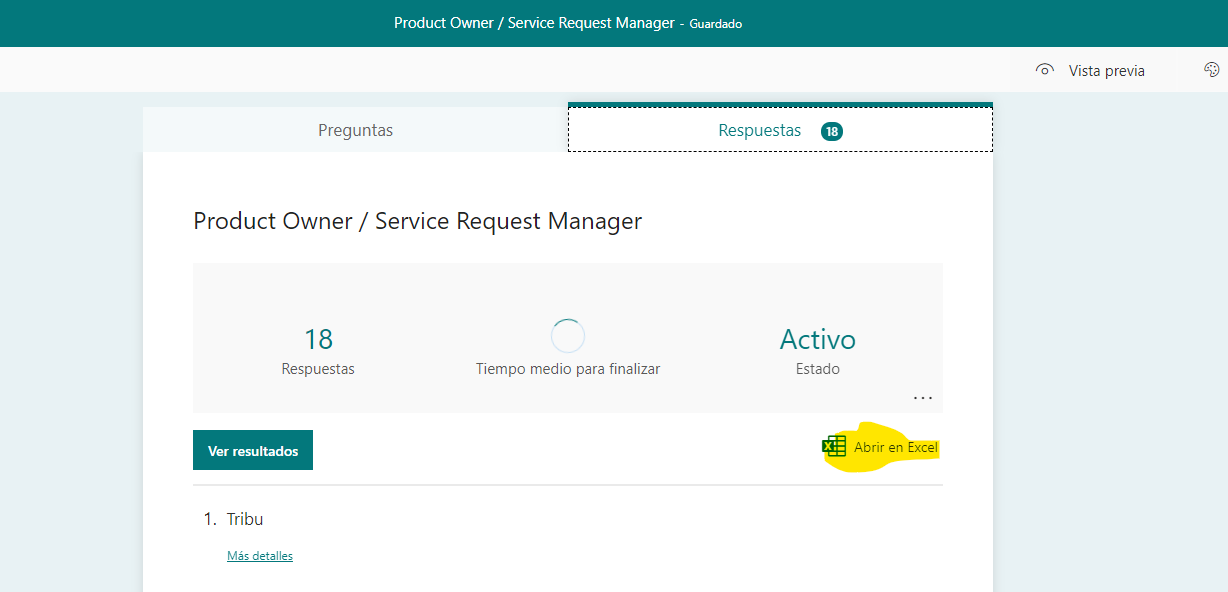 Product Owner / Service Request Manager - Guardado
Vista previa
Preguntas
Respuestas 18
Product Owner / Service Request Manager
18
Respuestas
Tiempo medio para finalizar
Activo
Estado
...
Ver resultados
Abrir en Excel
1. Tribu
Más detalles